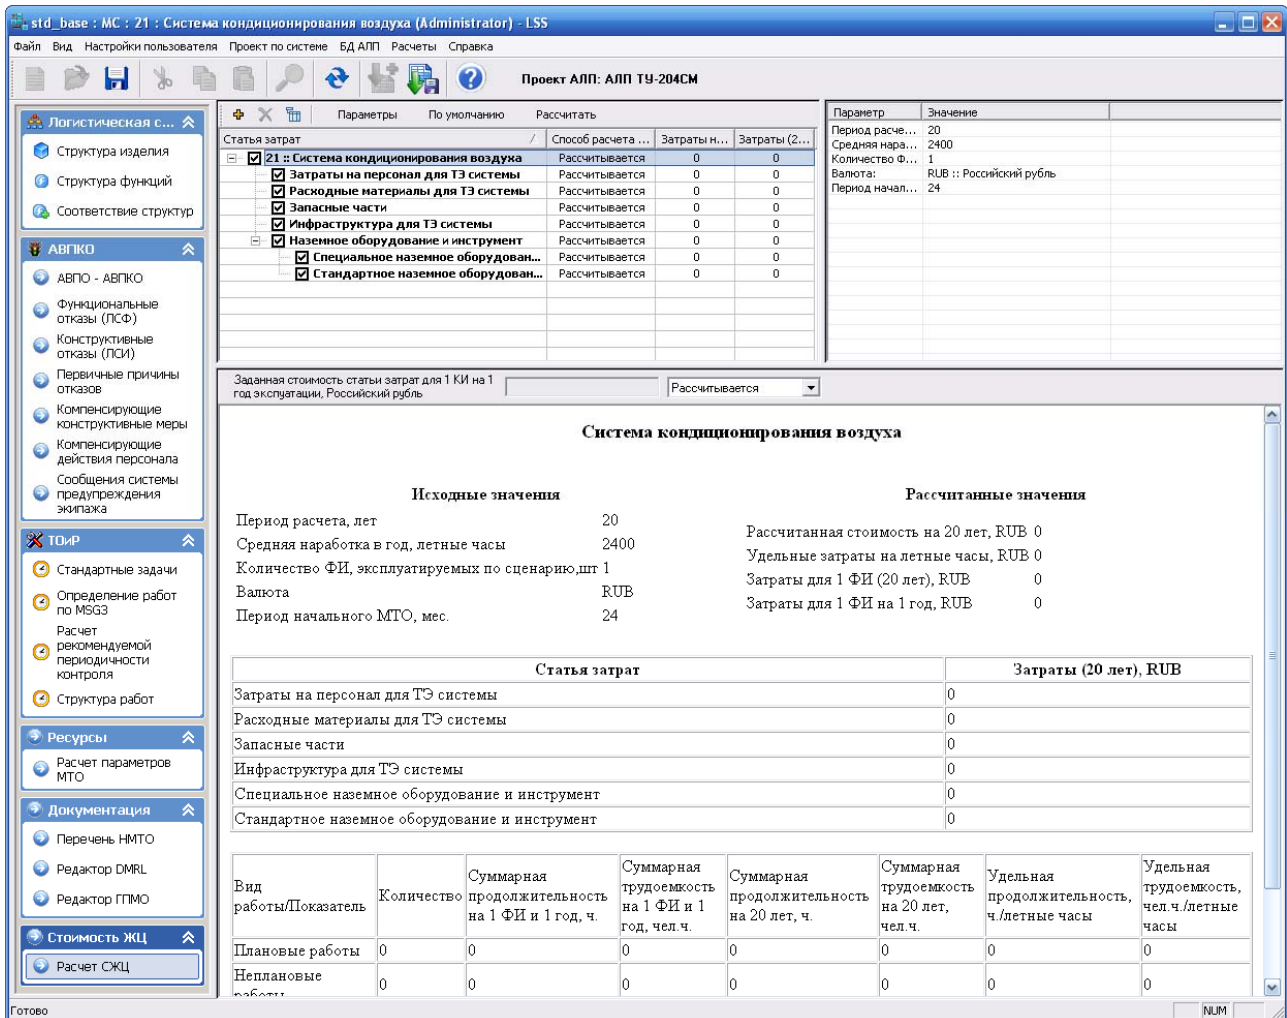 std_base : MC : 21 : Система кондиционирования воздуха (Administrator) - LSS
Файл Вид Настройки пользователя Проект по системе БД АЛП Расчеты Справка
Проект АЛП: АЛП ТУ-204СМ
Логистическая с...
Структура изделия
Структура функций
Соответствие структур
АВПКО
АВПО - АВПКО
Функциональные
отказы (ЛСФ)
Конструктивные
отказы (ЛСИ)
Первичные причины
отказов
Компенсирующие
конструктивные меры
Компенсирующие
действия персонала
Сообщения системы
предупреждения
экипажа
ТОиР
Стандартные задачи
Определение работ
по MSG3
Расчет
рекомендуемой
периодичности
контроля
Структура работ
Ресурсы
Расчет параметров
МТО
Документация
Перечень НМТО
Редактор DMRL
Редактор ГПМО
Стоимость ЖЦ
Расчет СЖЦ
Параметры По умолчанию Рассчитать
Статья затрат Способ расчета ... Затраты н... Затраты (2...
21 :: Система кондиционирования воздуха Рассчитывается 0 0
Затраты на персонал для ТЭ системы Рассчитывается 0 0
Расходные материалы для ТЭ системы Рассчитывается 0 0
Запасные части Рассчитывается 0 0
Инфраструктура для ТЭ системы Рассчитывается 0 0
Наземное оборудование и инструмент Рассчитывается 0 0
Специальное наземное оборудован... Рассчитывается 0 0
Стандартное наземное оборудован... Рассчитывается 0 0
Параметр Значение
Период расче... 20
Средняя нара... 2400
Количество Ф... 1
Валюта: RUB :: Российский рубль
Период начал... 24
Заданная стоимость статьи затрат для 1 КИ на 1
год экспуатации, Российский рубль
Рассчитывается
Система кондиционирования воздуха
Исходные значения
Период расчета, лет 20
Средняя наработка в год, летные часы 2400
Количество ФИ, эксплуатируемых по сценарию,шт 1
Валюта RUB
Период начального МТО, мес. 24
Рассчитанные значения
Рассчитанная стоимость на 20 лет, RUB 0
Удельные затраты на летные часы, RUB 0
Затраты для 1 ФИ (20 лет), RUB 0
Затраты для 1 ФИ на 1 год, RUB 0
Статья затрат Затраты (20 лет), RUB
Затраты на персонал для ТЭ системы 0
Расходные материалы для ТЭ системы 0
Запасные части 0
Инфраструктура для ТЭ системы 0
Специальное наземное оборудование и инструмент 0
Стандартное наземное оборудование и инструмент 0
Вид
работы/Показатель
Количество
Суммарная
продолжительность
на 1 ФИ и 1 год, ч.
Суммарная
трудоемкость
на 1 ФИ и 1
год, чел.ч.
Суммарная
продолжительность
на 20 лет, ч.
Суммарная
трудоемкость
на 20 лет,
чел.ч.
Удельная
продолжительность,
ч./летные часы
Удельная
трудоемкость,
чел.ч./летные
часы
Плановые работы 0 0 0 0 0 0 0
Неплановые
работы 0 0 0 0 0 0 0
Готово
NUM